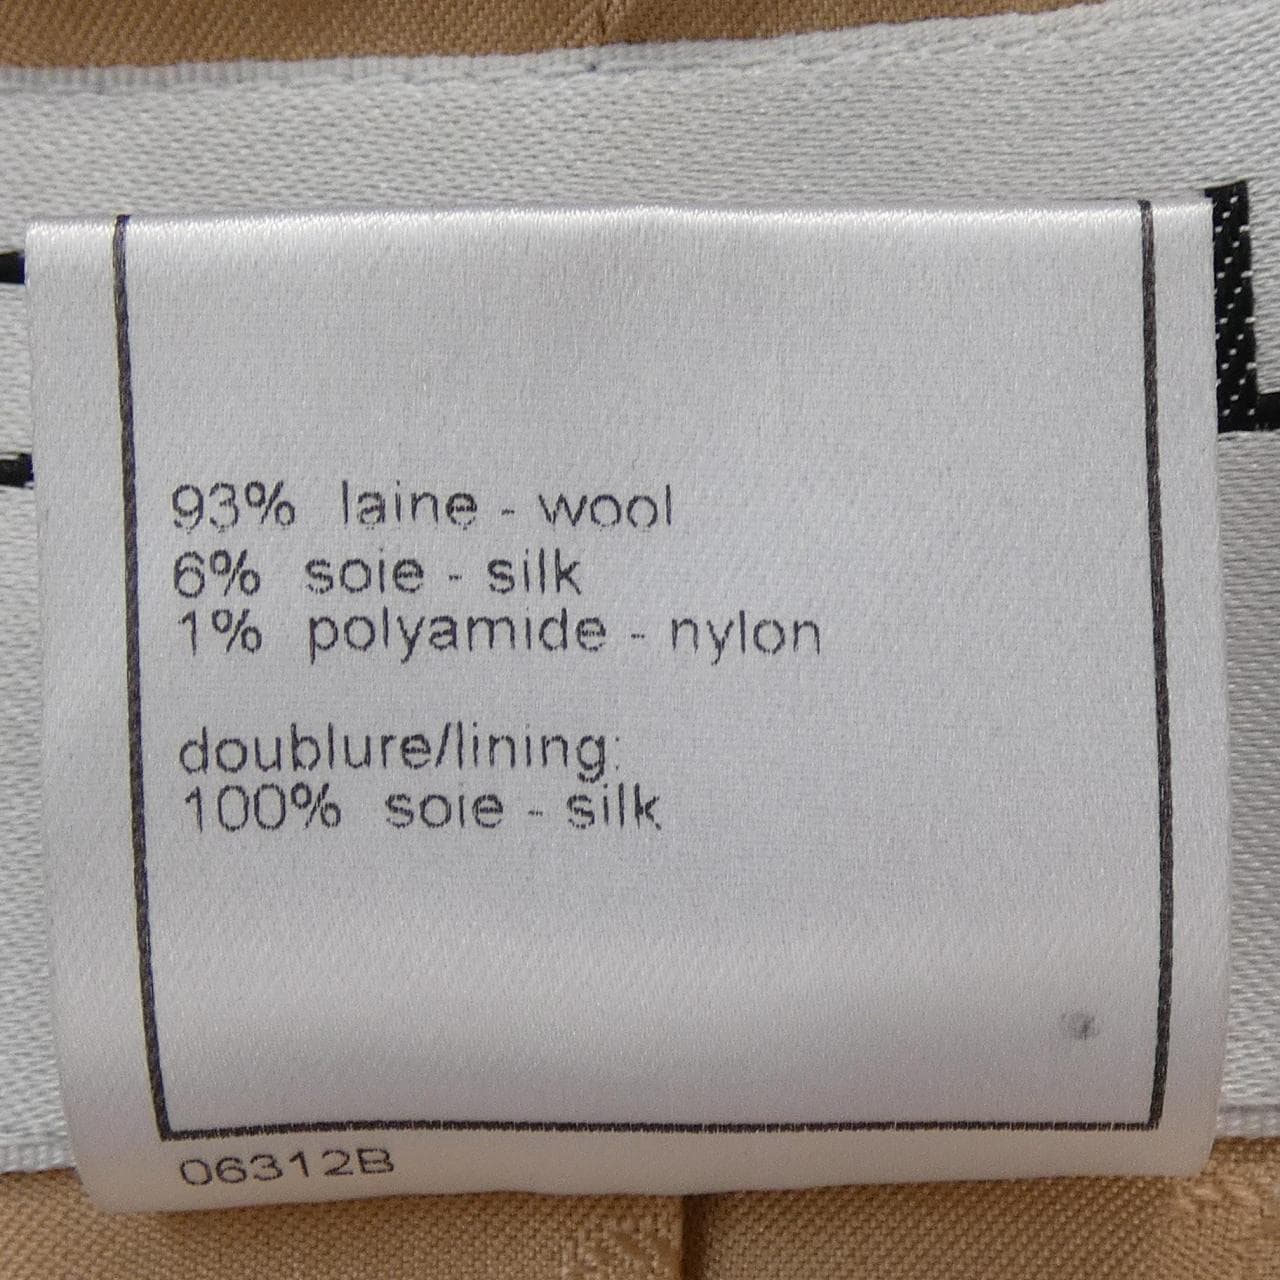 93% laine - wool
6% soie - silk
1% polyamide - nylon
doublure/lining:
100% soie - silk
06312B